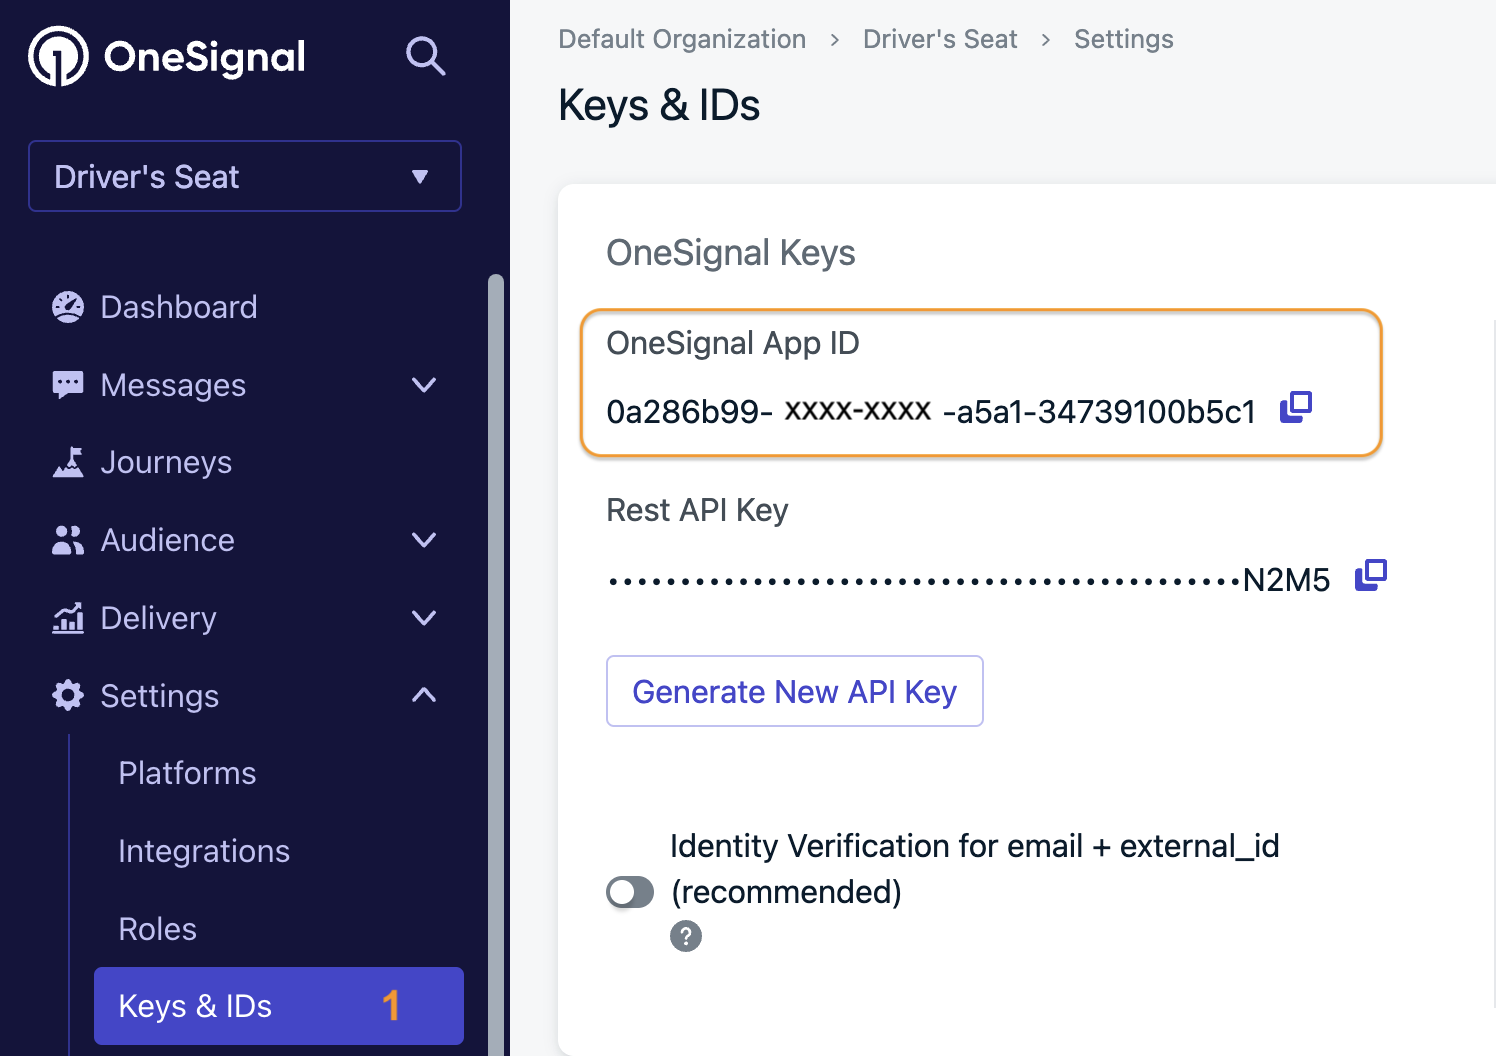 OneSignal
Driver's Seat
Dashboard
Messages
Journeys
Audience
Delivery
Settings
Platforms
Integrations
Roles
Keys & IDs 1
Default Organization > Driver's Seat > Settings
Keys & IDs
OneSignal Keys
OneSignal App ID
0a286b99- XXXX-XXXX -a5a1-34739100b5c1
Rest API Key
••••••••••••••••••••••••••••••••••••••••••••N2M5
Generate New API Key
Identity Verification for email + external_id
(recommended)
?